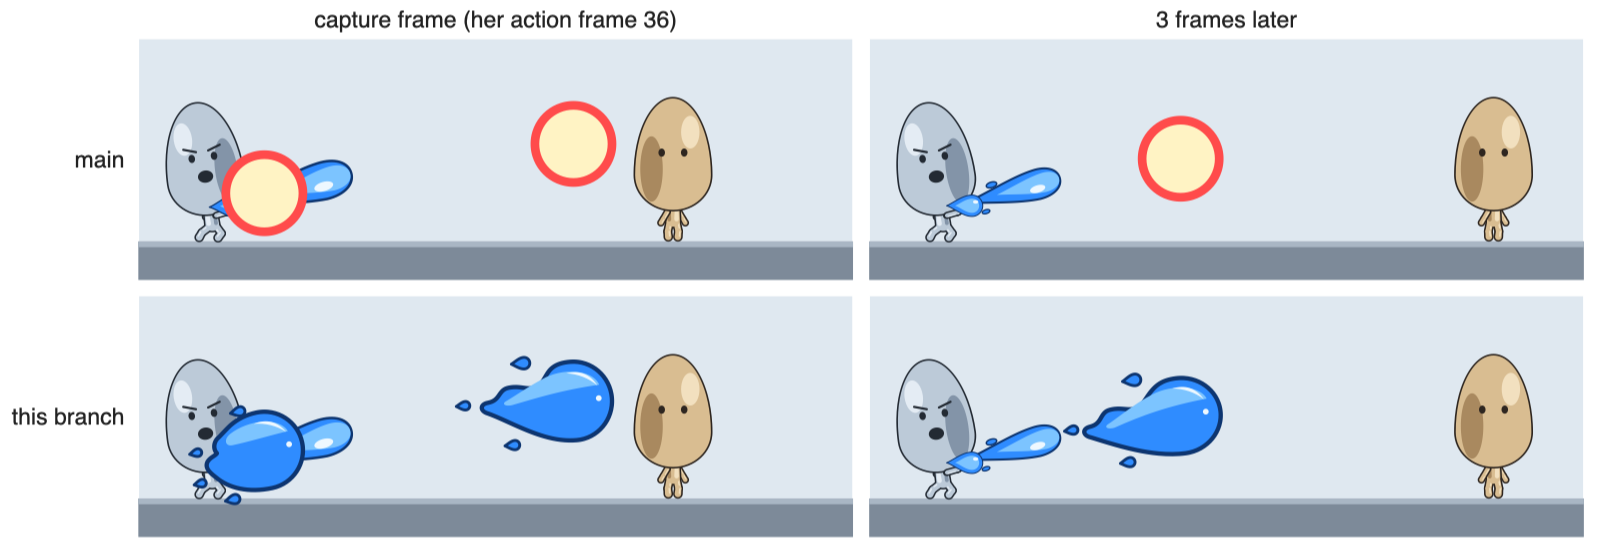 capture frame (her action frame 36)
3 frames later
main
this branch